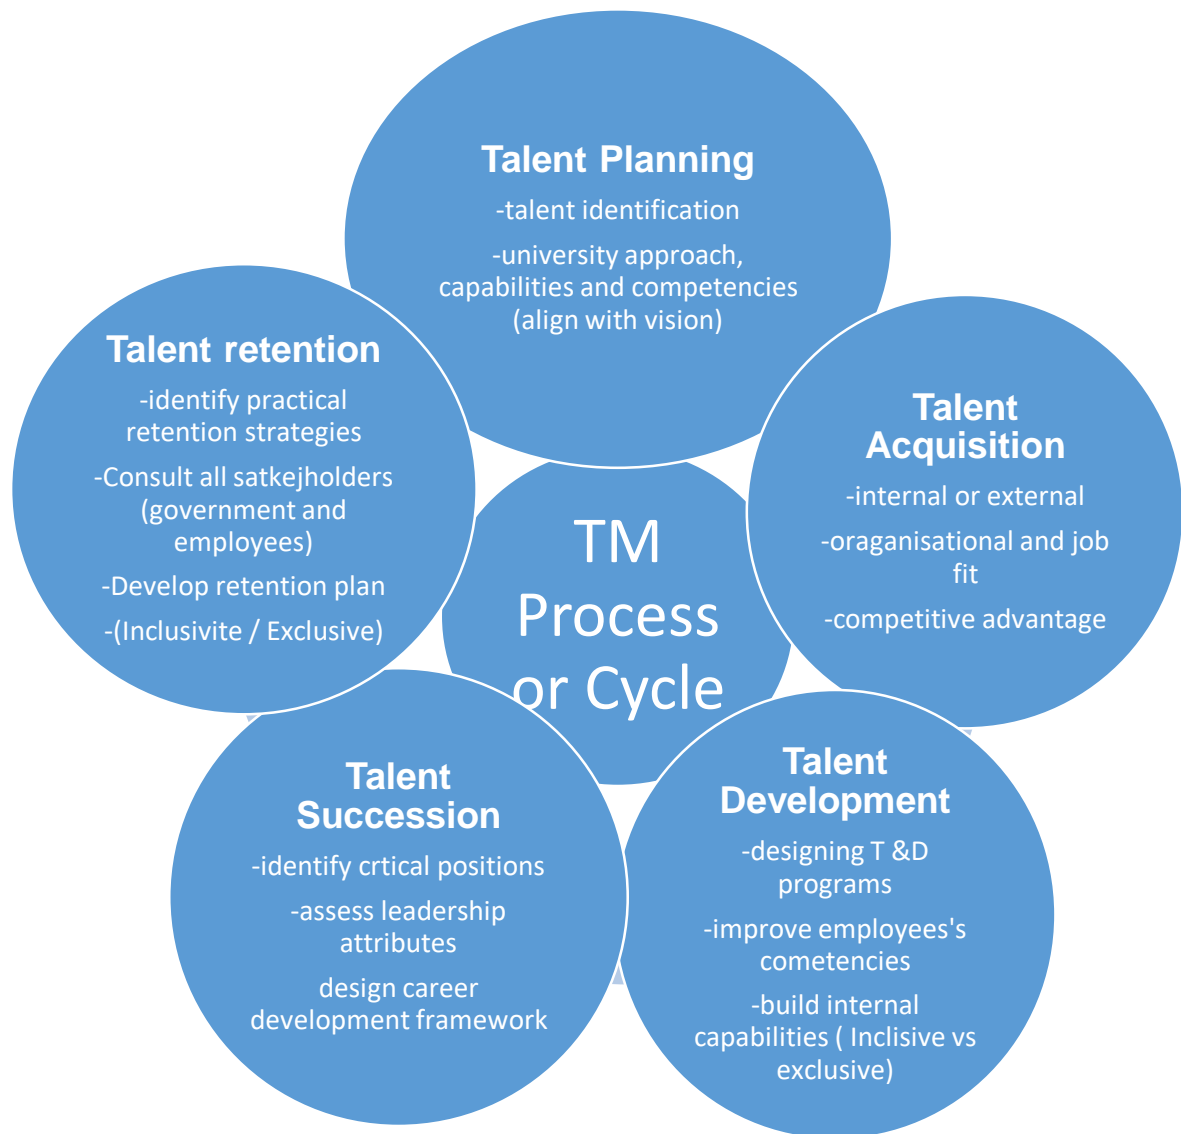 Talent Planning
-talent identification
-university approach,
capabilities and competencies
(align with vision)
Talent
Acquisition
-internal or external
-oraganisational and job
fit
-competitive advantage
Talent
Development
-designing T &D
programs
-improve employees's
cometencies
-build internal
capabilities ( Inclisive vs
exclusive)
Talent
Succession
-identify crtical positions
-assess leadership
attributes
design career
development framework
Talent retention
-identify practical
retention strategies
-Consult all satkejholders
(government and
employees)
-Develop retention plan
-(Inclusivite / Exclusive)
TM
Process
or Cycle